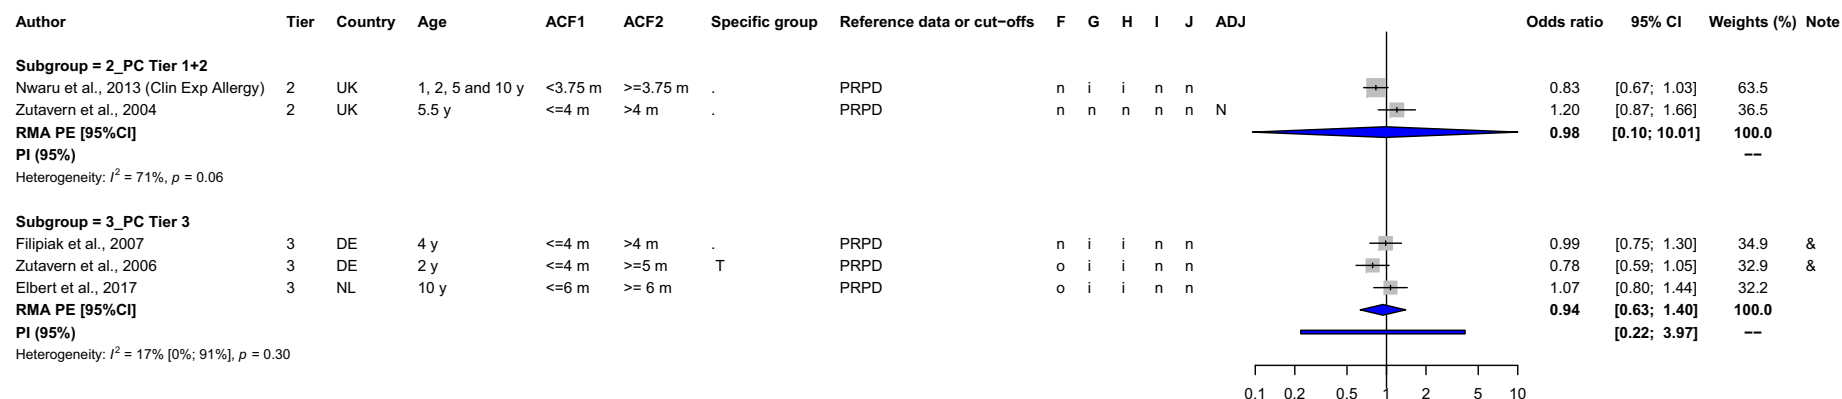 Author Tier Country Age ACF1 ACF2 Specific group Reference data or cut−offs F G H I J ADJ Odds ratio 95% CI Weights (%) Note
Subgroup = 2_PC Tier 1+2
Nwaru et al., 2013 (Clin Exp Allergy) 2 UK 1, 2, 5 and 10 y <3.75 m >=3.75 m . PRPD n i i n n 0.83 [0.67; 1.03] 63.5
Zutavern et al., 2004 2 UK 5.5 y <=4 m >4 m . PRPD n n n n n N 1.20 [0.87; 1.66] 36.5
RMA PE [95%CI] 0.98 [0.10; 10.01] 100.0
PI (95%) −−
Heterogeneity: I² = 71%, p = 0.06
Subgroup = 3_PC Tier 3
Filipiak et al., 2007 3 DE 4 y <=4 m >4 m . PRPD n i i n n 0.99 [0.75; 1.30] 34.9 &
Zutavern et al., 2006 3 DE 2 y <=4 m >=5 m T PRPD o i i n n 0.78 [0.59; 1.05] 32.9 &
Elbert et al., 2017 3 NL 10 y <=6 m >= 6 m PRPD o i i n n 1.07 [0.80; 1.44] 32.2
RMA PE [95%CI] 0.94 [0.63; 1.40] 100.0
PI (95%) [0.22; 3.97] −−
Heterogeneity: I² = 17% [0%; 91%], p = 0.30
0.1 0.2 0.5 1 2 5 10